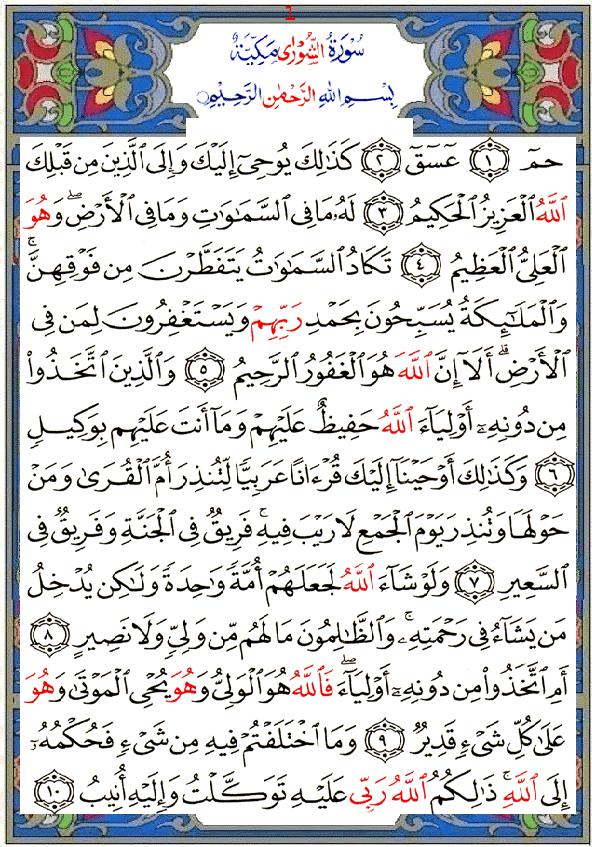 1
سُورَةُ الشُّورَىٰ مَكِيَّةٌ
بِسْمِ اللَّهِ الرَّحْمَٰنِ الرَّحِيمِ
حمٓ ١ عٓسٓقٓ ٢ كَذَٰلِكَ يُوحِىٓ إِلَيْكَ وَإِلَى ٱلَّذِينَ مِن قَبْلِكَ
ٱللَّهُ ٱلْعَزِيزُ ٱلْحَكِيمُ ٣ لَهُۥ مَا فِى ٱلسَّمَٰوَٰتِ وَمَا فِى ٱلْأَرْضِ ۖ وَهُوَ
ٱلْعَلِىُّ ٱلْعَظِيمُ ٤ تَكَادُ ٱلسَّمَٰوَٰتُ يَتَفَطَّرْنَ مِن فَوْقِهِنَّ ۚ
وَٱلْمَلَٰٓئِكَةُ يُسَبِّحُونَ بِحَمْدِ رَبِّهِمْ وَيَسْتَغْفِرُونَ لِمَن فِى
ٱلْأَرْضِ ۗ أَلَآ إِنَّ ٱللَّهَ هُوَ ٱلْغَفُورُ ٱلرَّحِيمُ ٥ وَٱلَّذِينَ ٱتَّخَذُوا۟
مِن دُونِهِۦٓ أَوْلِيَآءَ ٱللَّهُ حَفِيظٌ عَلَيْهِمْ وَمَآ أَنتَ عَلَيْهِم بِوَكِيلٍ
٦ وَكَذَٰلِكَ أَوْحَيْنَآ إِلَيْكَ قُرْءَانًا عَرَبِيًّا لِّتُنذِرَ أُمَّ ٱلْقُرَىٰ وَمَنْ
حَوْلَهَا وَتُنذِرَ يَوْمَ ٱلْجَمْعِ لَا رَيْبَ فِيهِ ۚ فَرِيقٌ فِى ٱلْجَنَّةِ وَفَرِيقٌ فِى
ٱلسَّعِيرِ ٧ وَلَوْ شَآءَ ٱللَّهُ لَجَعَلَهُمْ أُمَّةً وَٰحِدَةً وَلَٰكِن يُدْخِلُ
مَن يَشَآءُ فِى رَحْمَتِهِۦ ۚ وَٱلظَّٰلِمُونَ مَا لَهُم مِّن وَلِىٍّ وَلَا نَصِيرٍ ٨
أَمِ ٱتَّخَذُوا۟ مِن دُونِهِۦٓ أَوْلِيَآءَ ۖ فَٱللَّهُ هُوَ ٱلْوَلِىُّ وَهُوَ يُحْىِ ٱلْمَوْتَىٰ وَهُوَ
عَلَىٰ كُلِّ شَىْءٍ قَدِيرٌ ٩ وَمَا ٱخْتَلَفْتُمْ فِيهِ مِن شَىْءٍ فَحُكْمُهُۥٓ
إِلَى ٱللَّهِ ۚ ذَٰلِكُمُ ٱللَّهُ رَبِّى عَلَيْهِ تَوَكَّلْتُ وَإِلَيْهِ أُنِيبُ ١٠